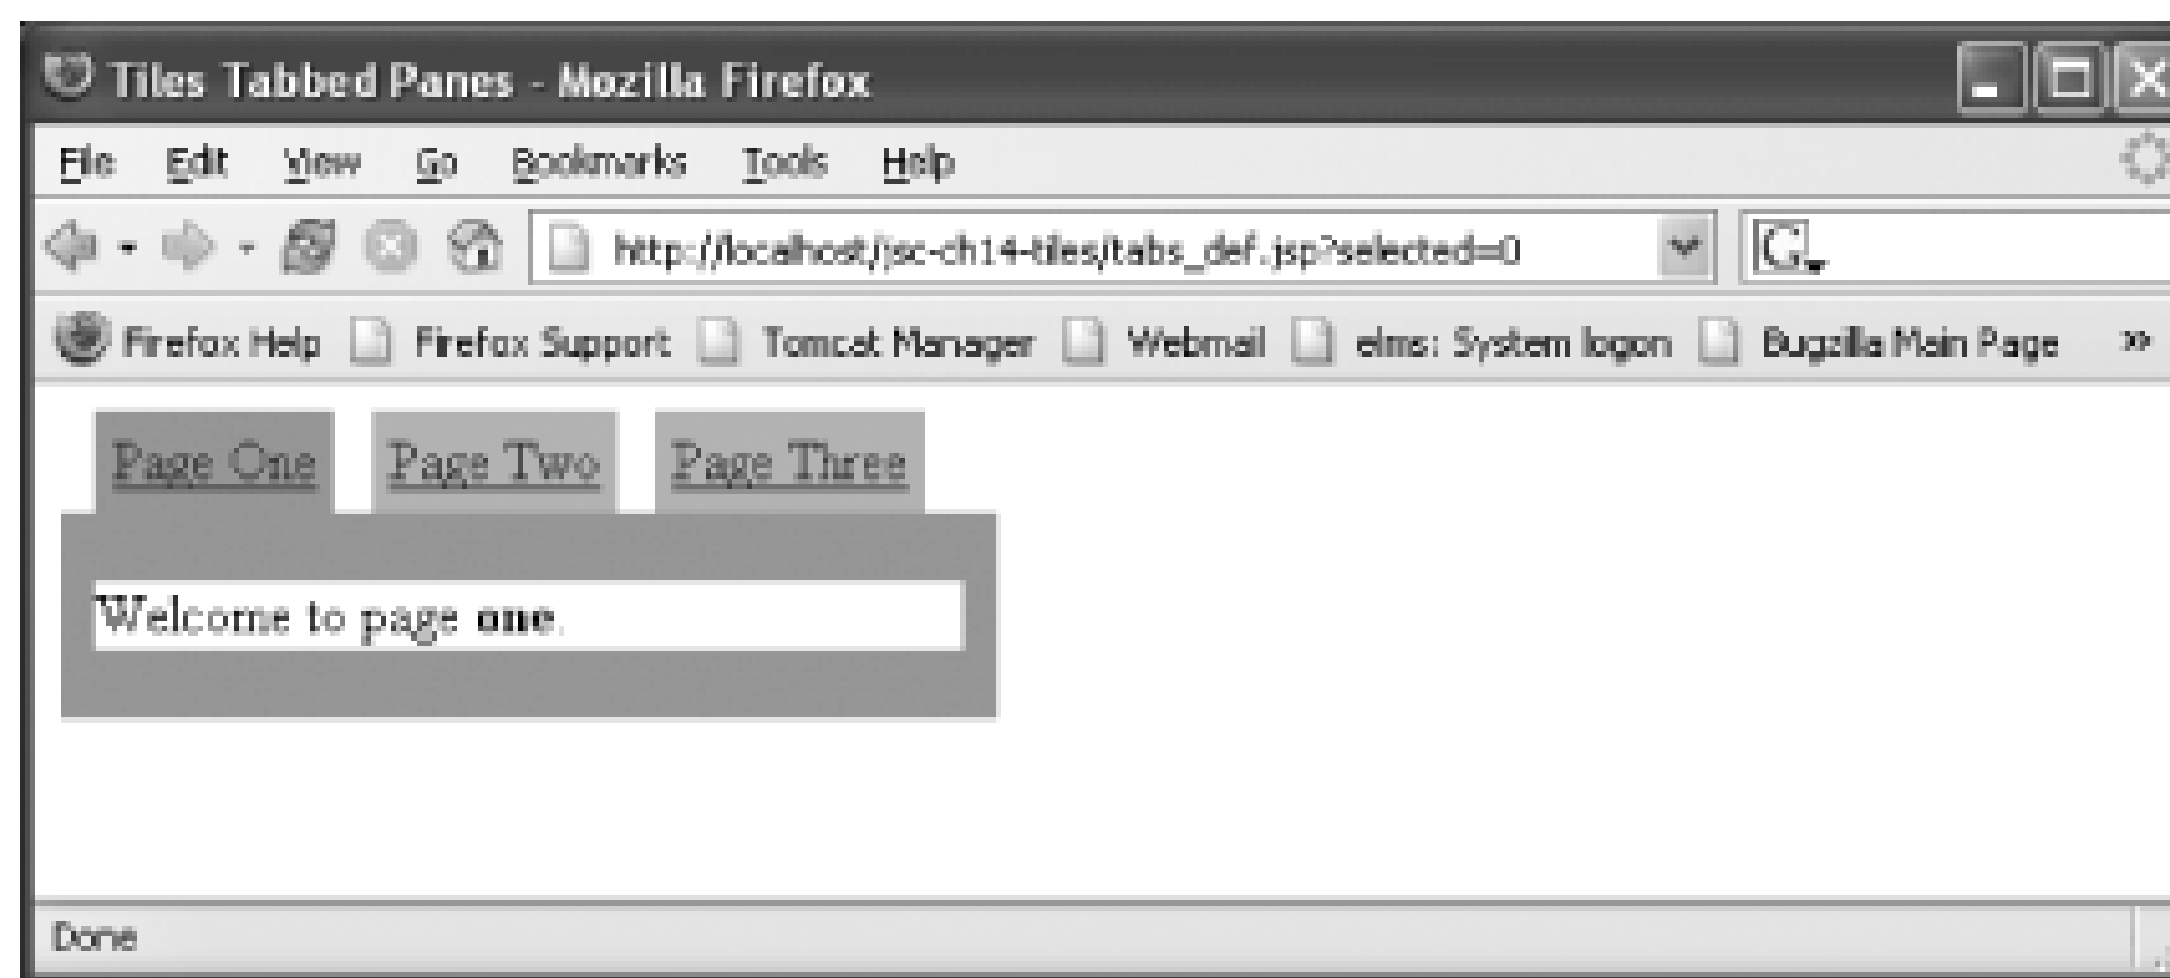 Tiles Tabbed Panes - Mozilla Firefox
File Edit View Go Bookmarks Tools Help
http://localhost/jsc-ch14-tiles/tabs_def.jsp?selected=0 G
Firefox Help Firefox Support Tomcat Manager Webmail elms: System logon Bugzilla Main Page »
Page One Page Two Page Three
Welcome to page one.
Done